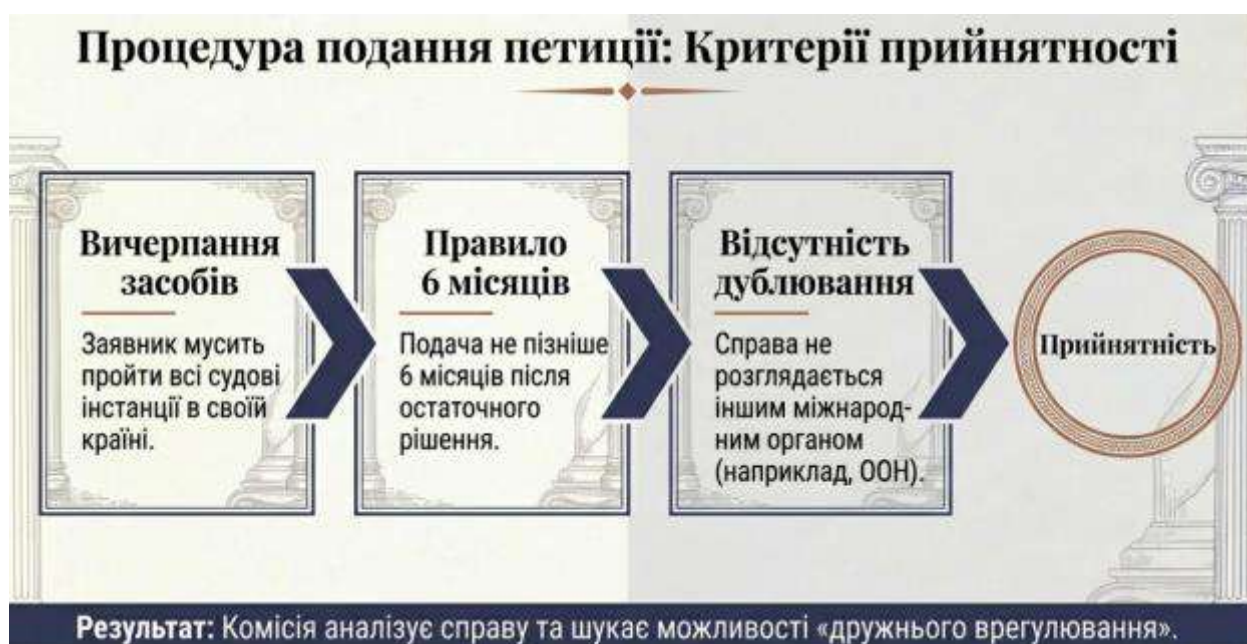 Процедура подання петиції: Критерії прийнятності
Вичерпання
засобів
Заявник мусить
пройти всі судові
інстанції в своїй
країні.
Правило
6 місяців
Подача не пізніше
6 місяців після
остаточного
рішення.
Відсутність
дублювання
Справа не
розглядається
іншим міжнарод-
ним органом
(наприклад, ООН).
Прийнятність
Результат: Комісія аналізує справу та шукає можливості «дружнього врегулювання».